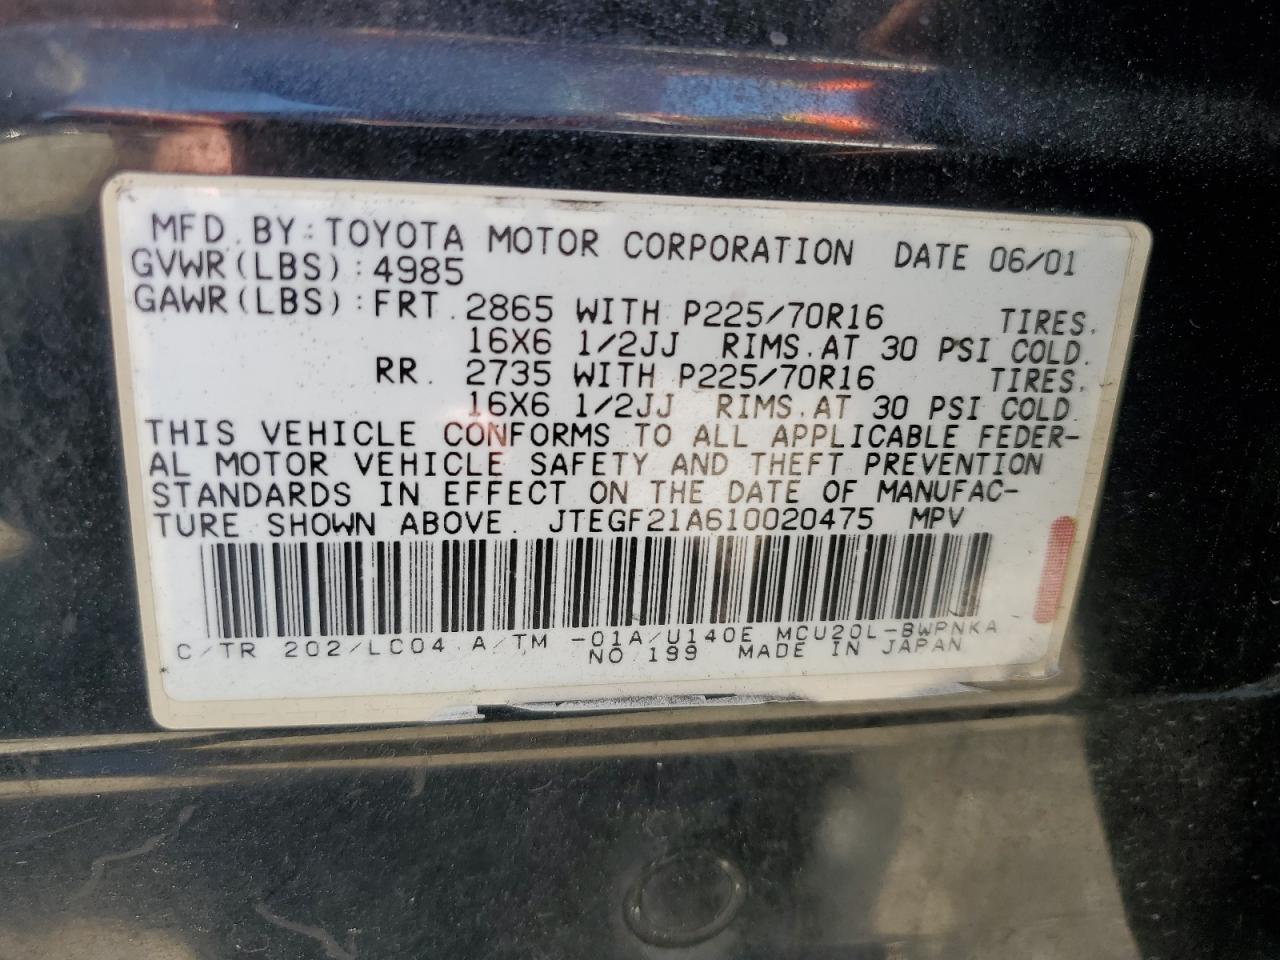 MFD. BY: TOYOTA MOTOR CORPORATION DATE 06/01
GVWR(LBS): 4985
GAWR(LBS): FRT. 2865 WITH P225/70R16 TIRES.
16X6 1/2JJ RIMS. AT 30 PSI COLD.
RR. 2735 WITH P225/70R16 TIRES.
16X6 1/2JJ RIMS. AT 30 PSI COLD
THIS VEHICLE CONFORMS TO ALL APPLICABLE FEDER-
AL MOTOR VEHICLE SAFETY AND THEFT PREVENTION
STANDARDS IN EFFECT ON THE DATE OF MANUFAC-
TURE SHOWN ABOVE. JTEGF21A610020475 MPV
C/TR 202/LC04 A/TM -01A/U140E MCU20L-BWPNKA
NO/199 MADE IN JAPAN